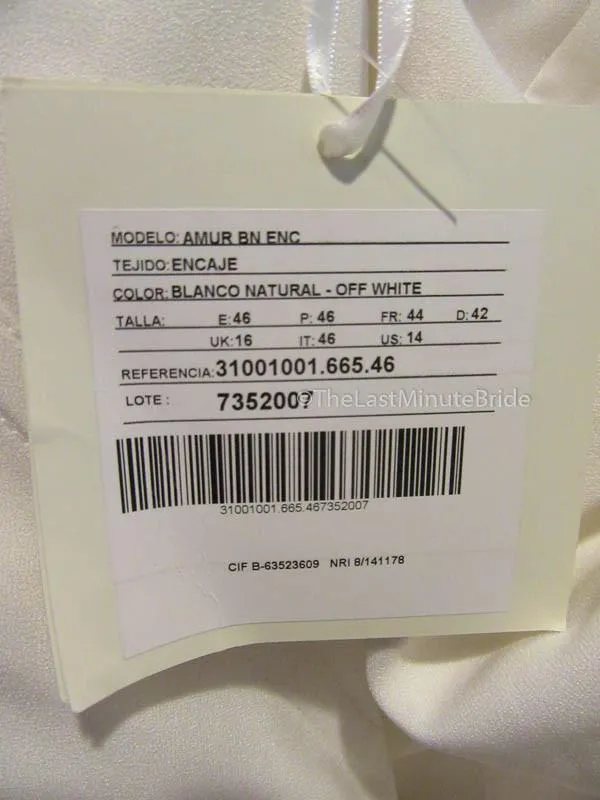 MODELO: AMUR BN ENC
TEJIDO: ENCAJE
COLOR: BLANCO NATURAL - OFF WHITE
TALLA: E: 46 P: 46 FR: 44 D: 42
UK: 16 IT: 46 US: 14
REFERENCIA: 31001001.665.46
LOTE : 7352007
©TheLastMinuteBride
31001001.665.467352007
CIF B-63523609 NRI 8/141178